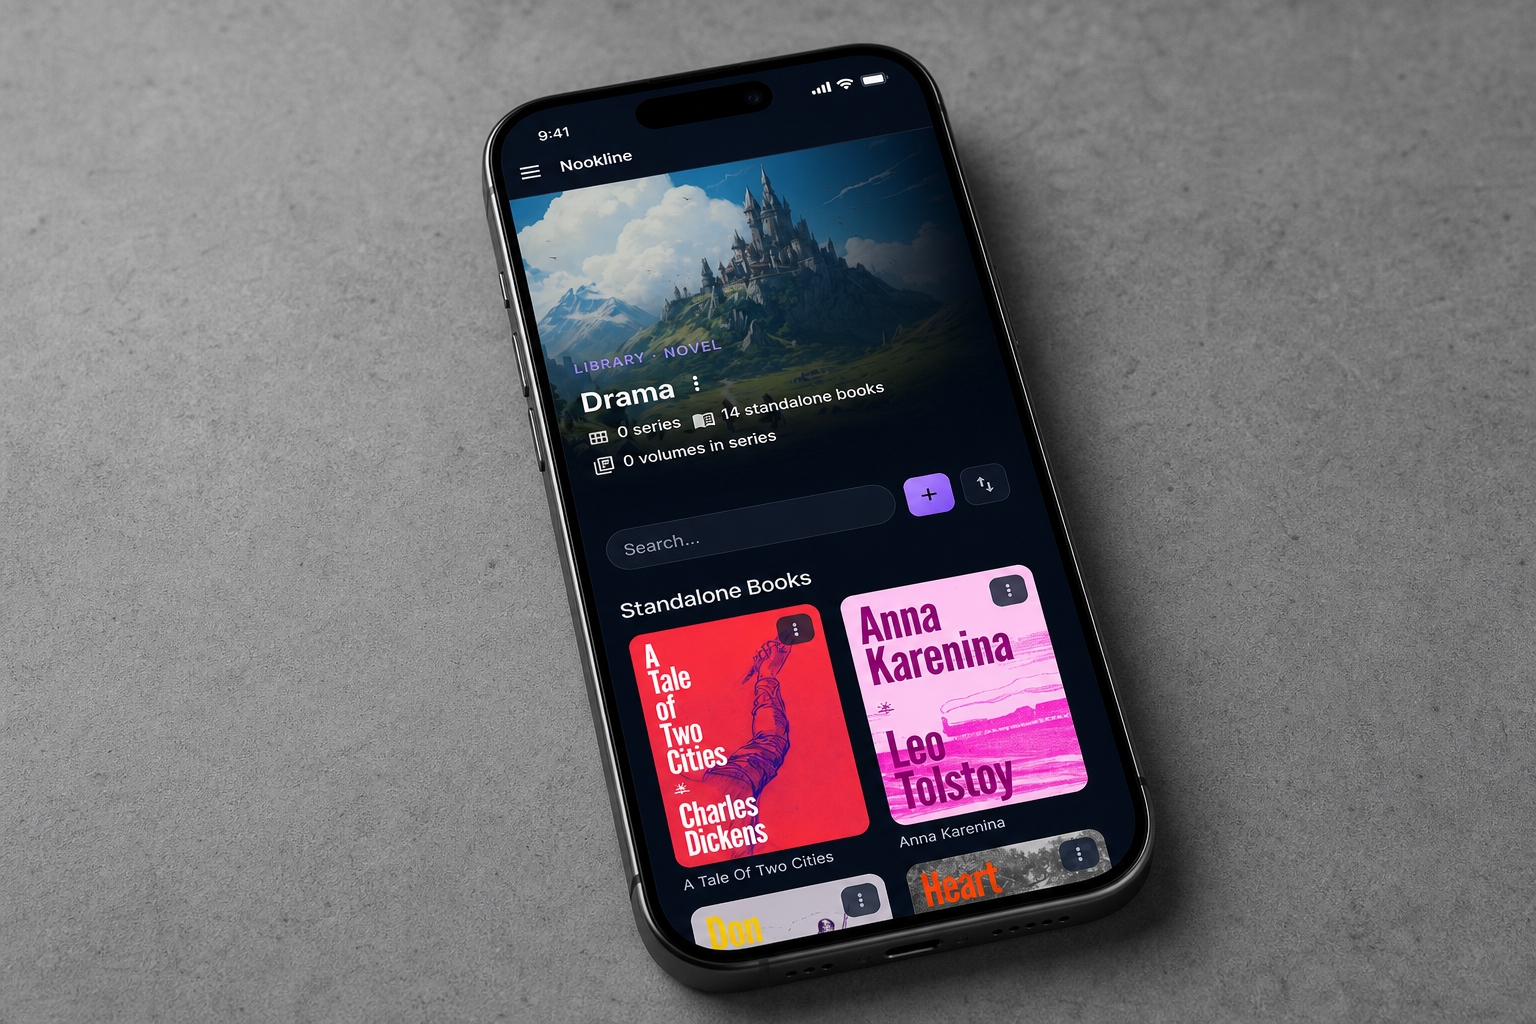 9:41
Nookline
LIBRARY · NOVEL
Drama
0 series 14 standalone books
0 volumes in series
Search...
Standalone Books
A
Tale
of
Two
Cities
Charles
Dickens
A Tale Of Two Cities
Anna
Karenina
Leo
Tolstoy
Anna Karenina
Don
Heart